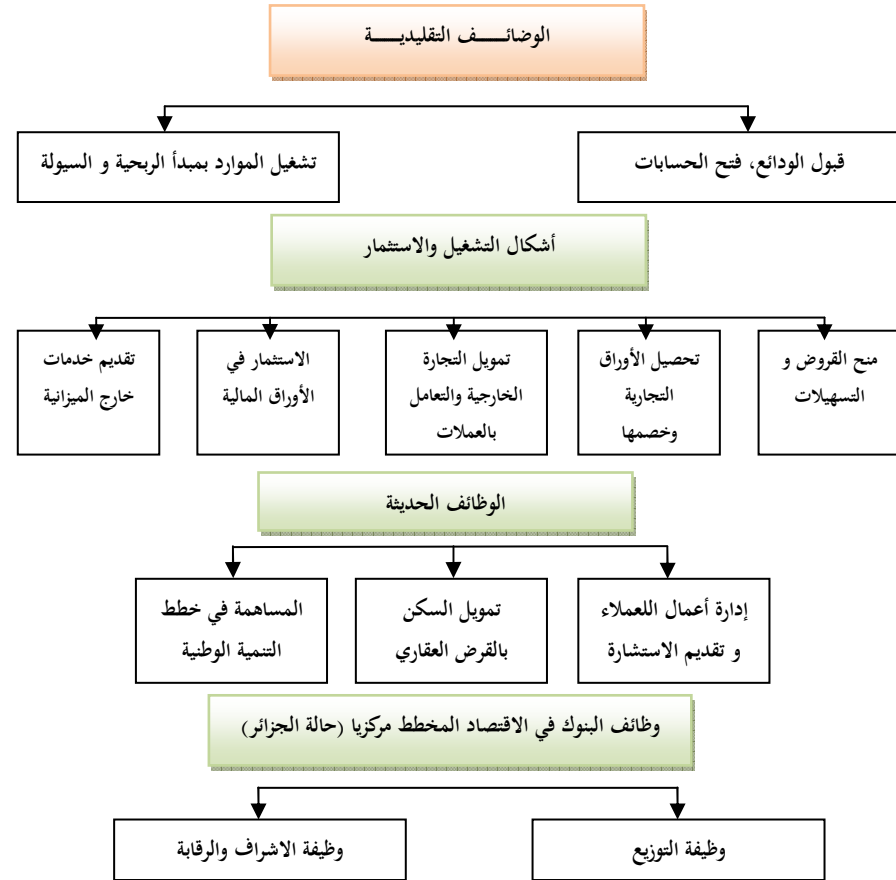 الوضائـــــف التقليديـــــة
قبول الودائع، فتح الحسابات
تشغيل الموارد بمبدأ الربحية و السيولة
أشكال التشغيل والاستثمار
منح القروض و
التسهيلات
تحصيل الأوراق
التجارية
وخصمها
تمويل التجارة
الخارجية والتعامل
بالعملات
الاستثمار في
الأوراق المالية
تقديم خدمات
خارج الميزانية
الوظائف الحديثة
إدارة أعمال اللعملاء
و تقديم الاستشارة
تمويل السكن
بالقرض العقاري
المساهمة في خطط
التنمية الوطنية
وظائف البنوك في الاقتصاد المخطط مركزيا (حالة الجزائر)
وظيفة التوزيع
وظيفة الاشراف والرقابة